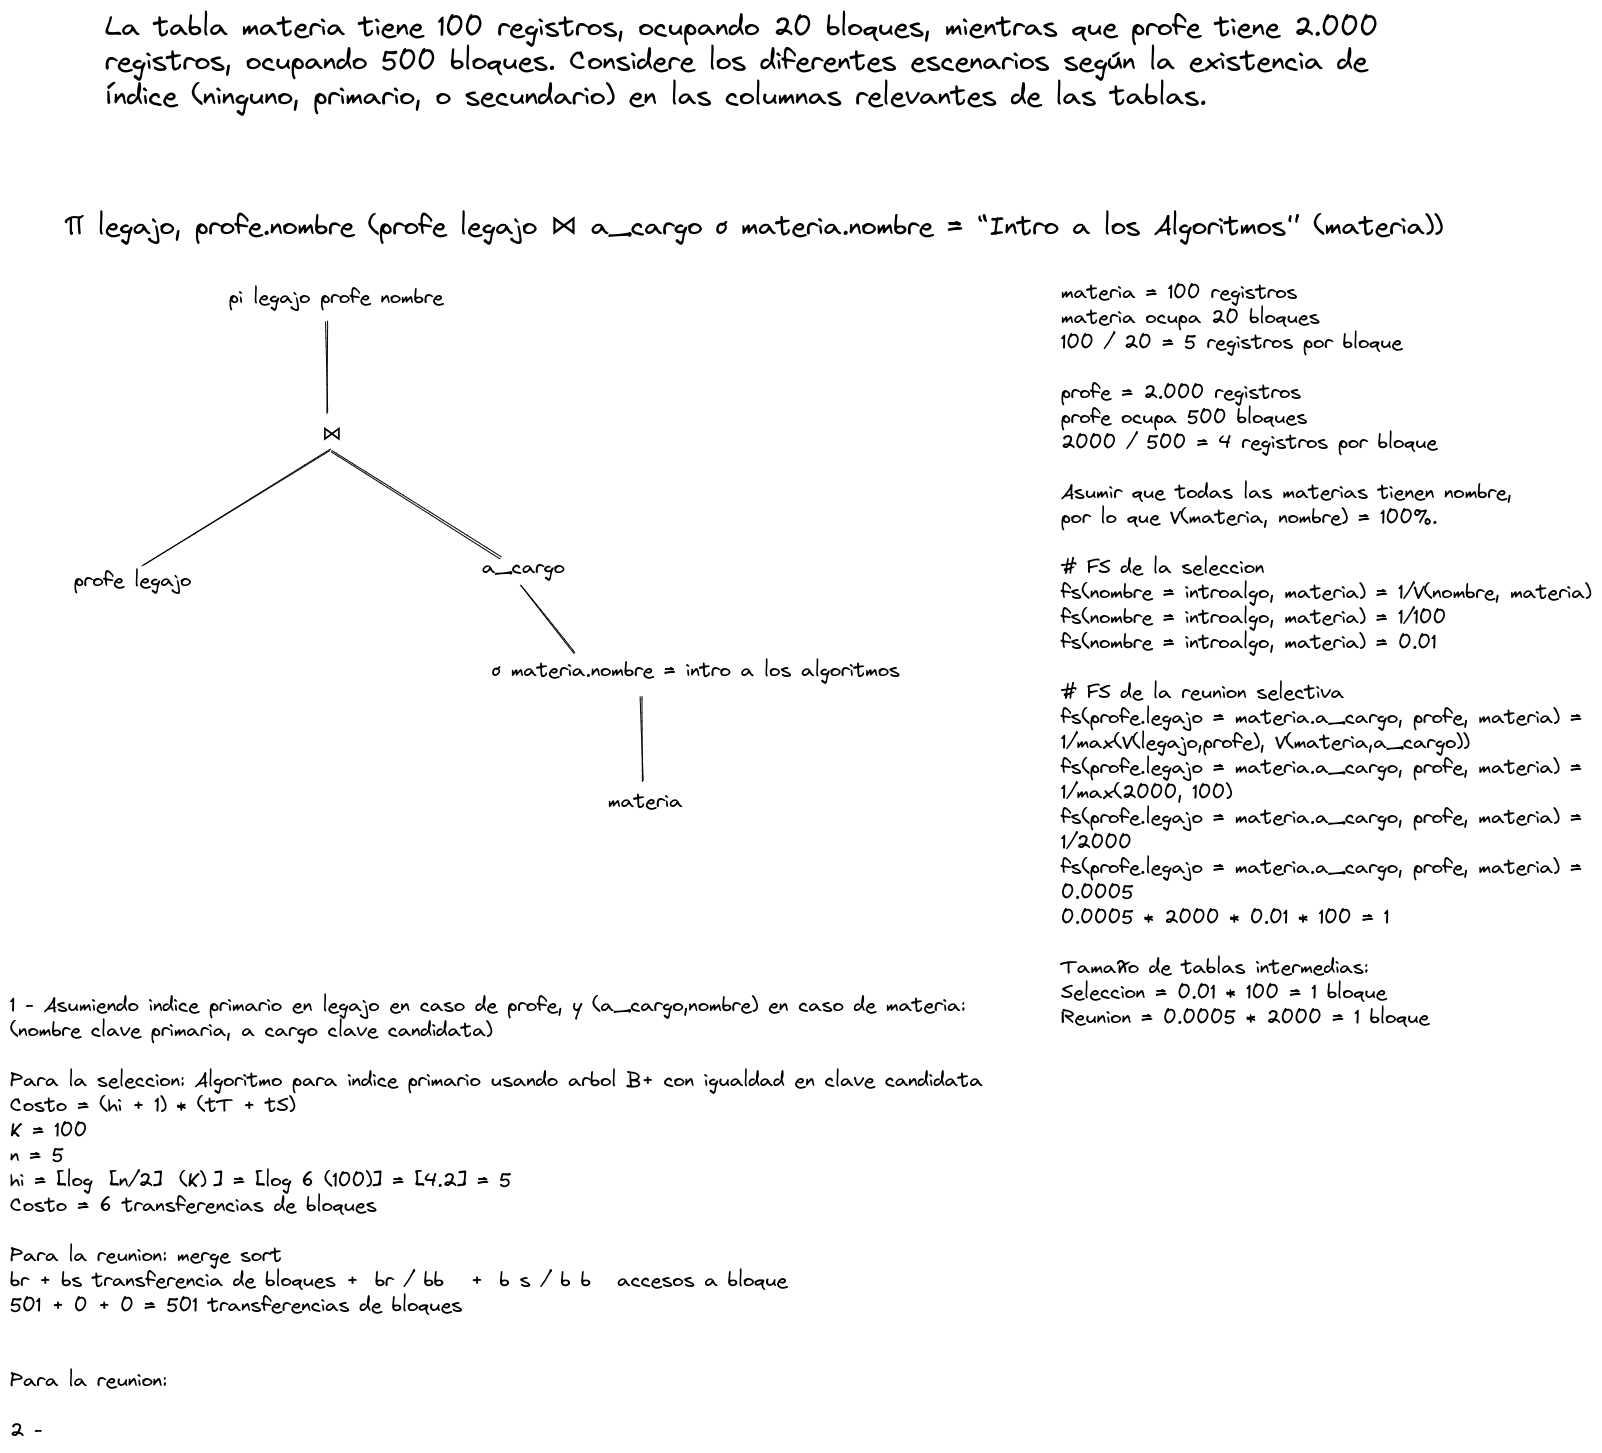 La tabla materia tiene 100 registros, ocupando 20 bloques, mientras que profe tiene 2.000
registros, ocupando 500 bloques. Considere los diferentes escenarios según la existencia de
índice (ninguno, primario, o secundario) en las columnas relevantes de las tablas.
π legajo, profe.nombre (profe legajo ⋈ a_cargo σ materia.nombre = "Intro a los Algoritmos" (materia))
pi legajo profe nombre
⋈
profe legajo
a_cargo
σ materia.nombre = intro a los algoritmos
materia
materia = 100 registros
materia ocupa 20 bloques
100 / 20 = 5 registros por bloque
profe = 2.000 registros
profe ocupa 500 bloques
2000 / 500 = 4 registros por bloque
Asumir que todas las materias tienen nombre,
por lo que V(materia, nombre) = 100%.
# FS de la seleccion
fs(nombre = introalgo, materia) = 1/V(nombre, materia)
fs(nombre = introalgo, materia) = 1/100
fs(nombre = introalgo, materia) = 0.01
# FS de la reunion selectiva
fs(profe.legajo = materia.a_cargo, profe, materia) =
1/max(V(legajo,profe), V(materia,a_cargo))
fs(profe.legajo = materia.a_cargo, profe, materia) =
1/max(2000, 100)
fs(profe.legajo = materia.a_cargo, profe, materia) =
1/2000
fs(profe.legajo = materia.a_cargo, profe, materia) =
0.0005
0.0005 * 2000 * 0.01 * 100 = 1
Tamaño de tablas intermedias:
Seleccion = 0.01 * 100 = 1 bloque
Reunion = 0.0005 * 2000 = 1 bloque
1 - Asumiendo indice primario en legajo en caso de profe, y (a_cargo,nombre) en caso de materia:
(nombre clave primaria, a cargo clave candidata)
Para la seleccion: Algoritmo para indice primario usando arbol B+ con igualdad en clave candidata
Costo = (hi + 1) * (tT + tS)
K = 100
n = 5
hi = [log [n/2] (K) ] = [log 6 (100)] = [4.2] = 5
Costo = 6 transferencias de bloques
Para la reunion: merge sort
br + bs transferencia de bloques + br / bb + b s / b b accesos a bloque
501 + 0 + 0 = 501 transferencias de bloques
Para la reunion:
2 -